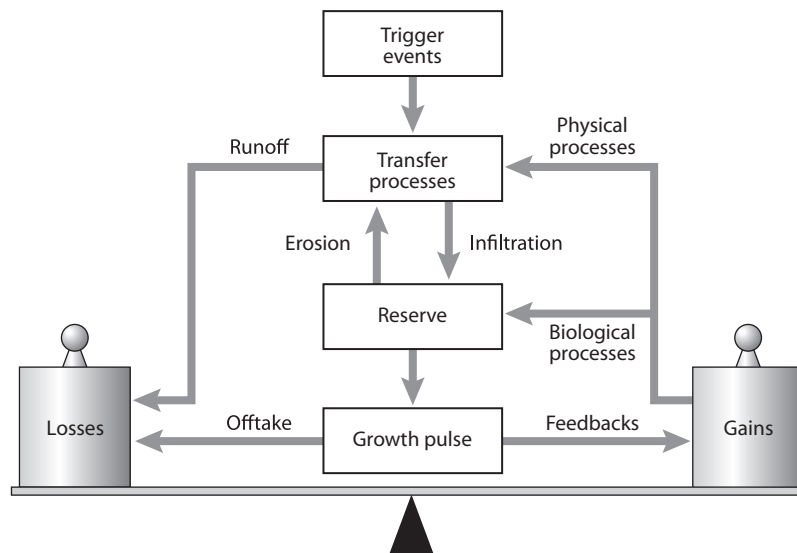 Trigger
events
Runoff
Physical
processes
Transfer
processes
Erosion
Infiltration
Reserve
Biological
processes
Losses
Offtake
Growth pulse
Feedbacks
Gains